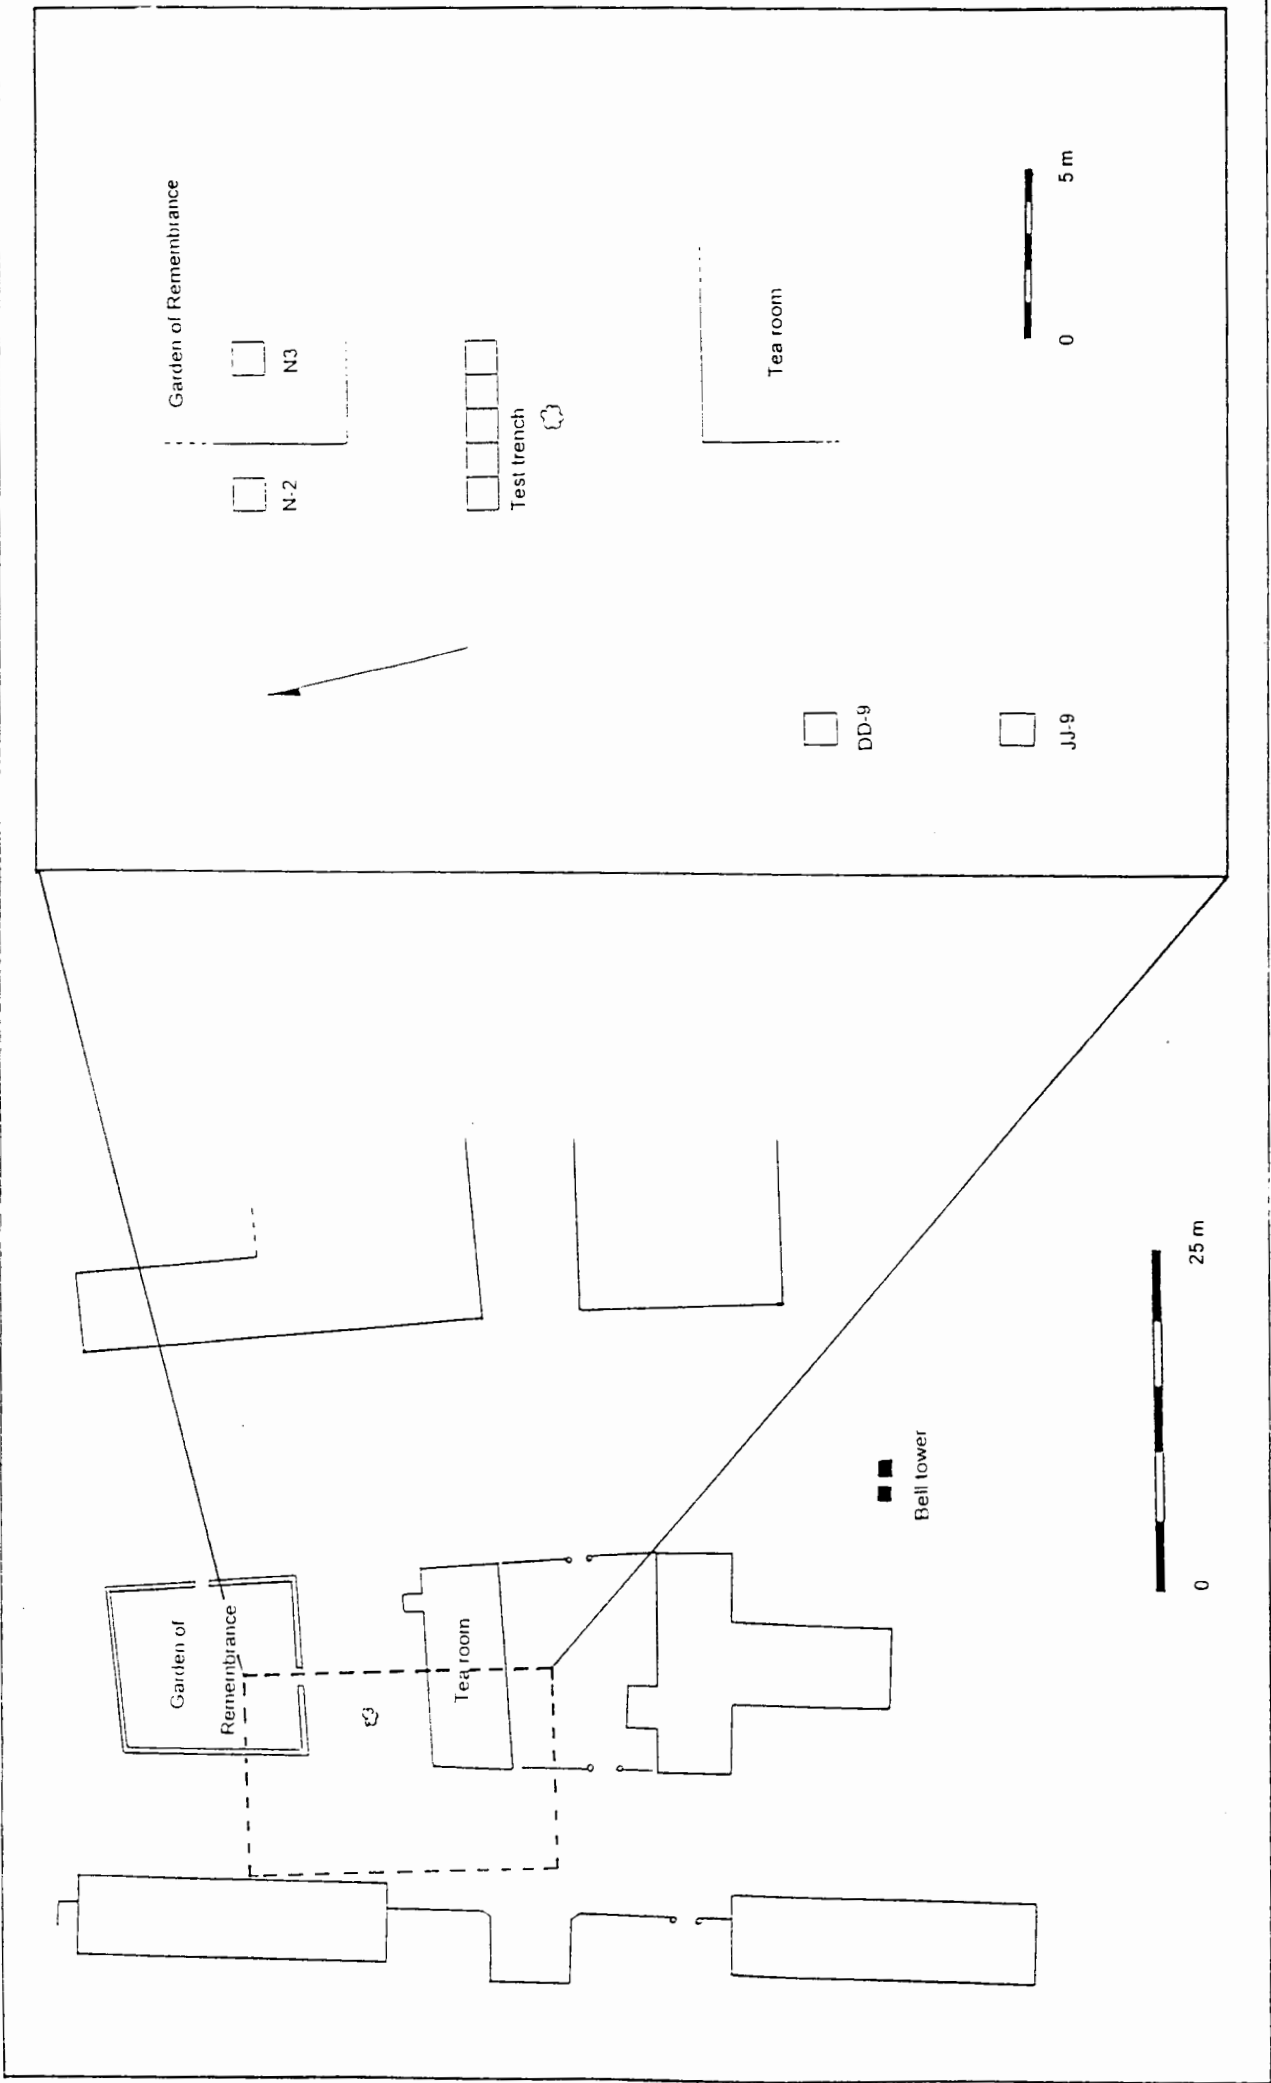 Garden of
Remembrance
Tea room
Bell tower
0
25 m
Garden of Remembrance
N-2
N3
Test trench
Tea room
DD-9
JJ-9
0
5 m